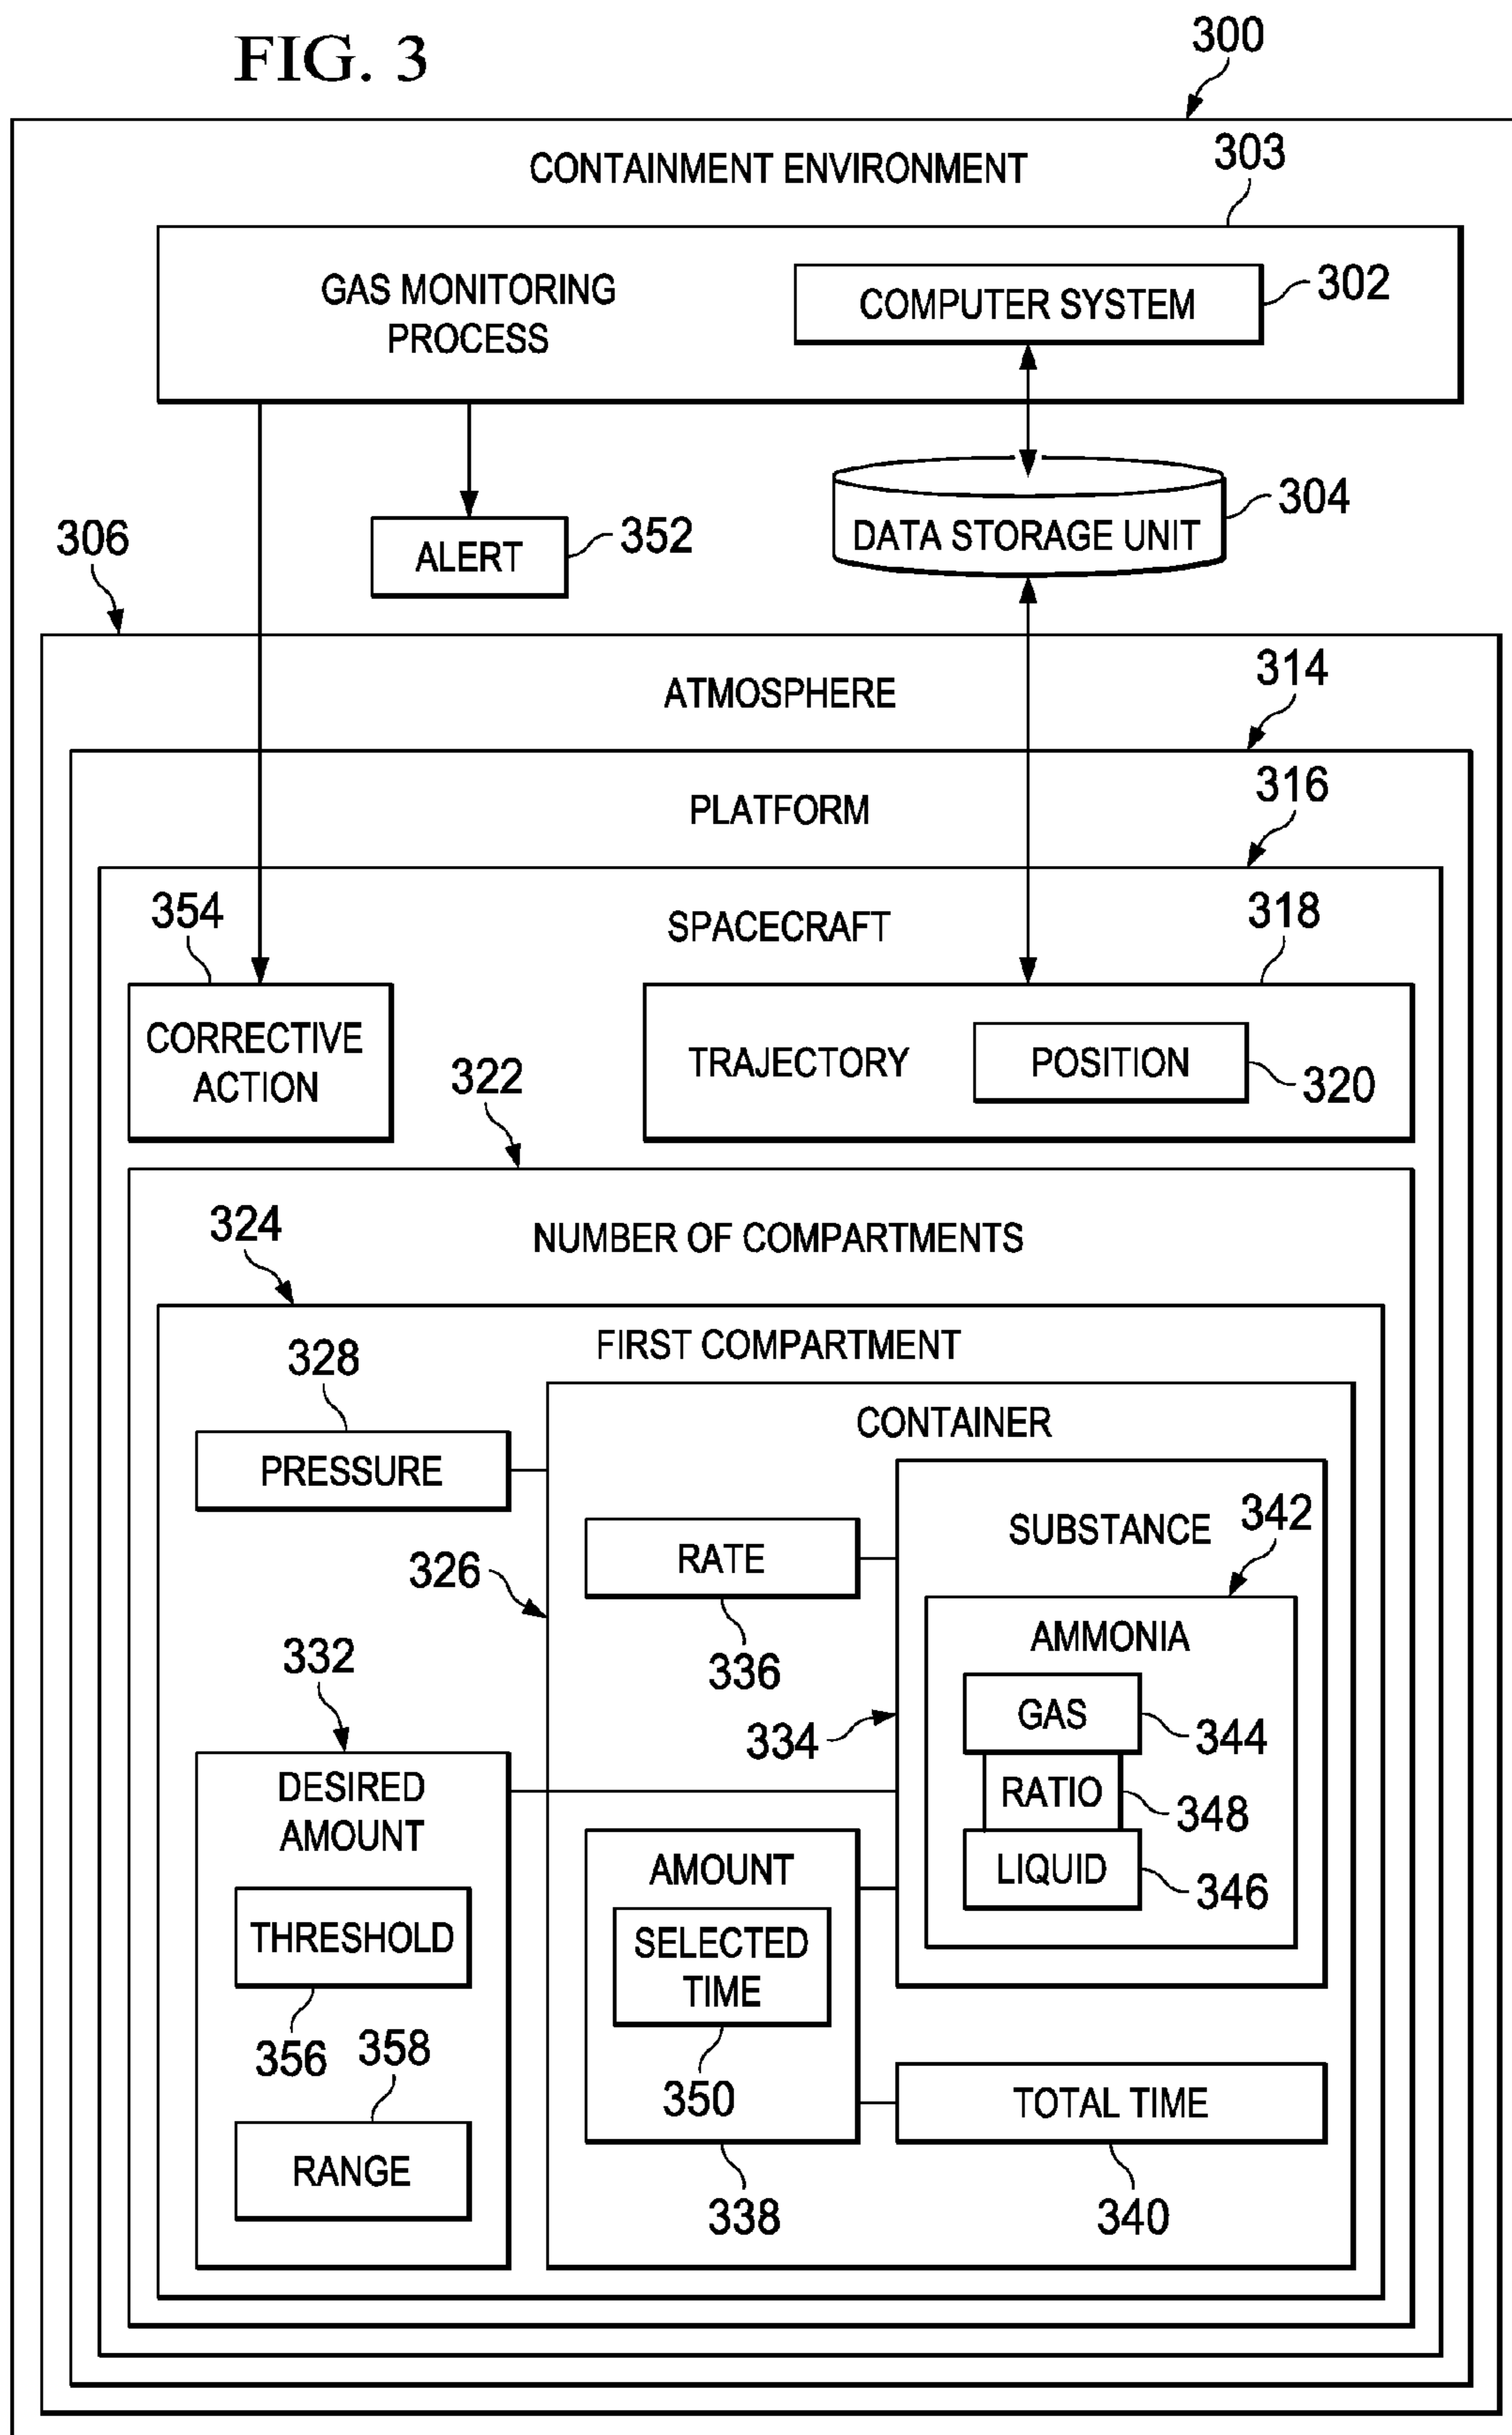 FIG. 3
300
CONTAINMENT ENVIRONMENT
303
GAS MONITORING
PROCESS
COMPUTER SYSTEM
302
306
ALERT
352
DATA STORAGE UNIT
304
ATMOSPHERE
314
PLATFORM
316
SPACECRAFT
354
318
CORRECTIVE
ACTION
TRAJECTORY
POSITION
320
322
NUMBER OF COMPARTMENTS
324
FIRST COMPARTMENT
328
PRESSURE
CONTAINER
326
RATE
336
SUBSTANCE
342
AMMONIA
GAS
344
334
RATIO
348
LIQUID
346
332
DESIRED
AMOUNT
THRESHOLD
356
358
RANGE
AMOUNT
SELECTED
TIME
350
338
TOTAL TIME
340